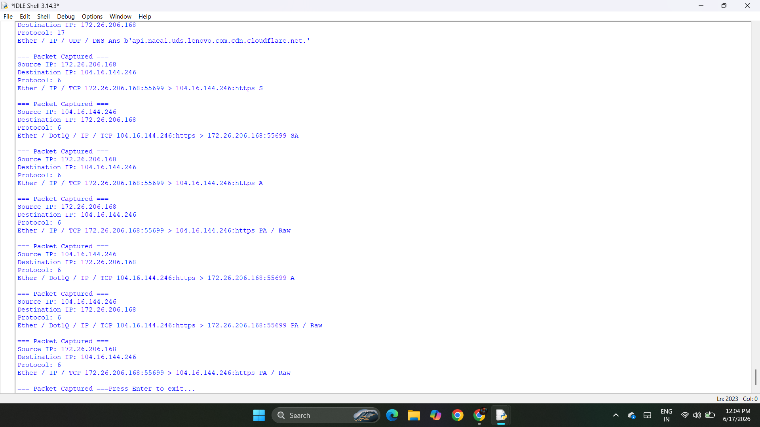 *IDLE Shell 3.14.3*
File Edit Shell Debug Options Window Help
Destination IP: 172.26.206.168
Protocol: 17
Ether / IP / UDP / DNS Ans b'api.naea1.uds.lenovo.com.cdn.cloudflare.net.'
=== Packet Captured ===
Source IP: 172.26.206.168
Destination IP: 104.16.144.246
Protocol: 6
Ether / IP / TCP 172.26.206.168:55699 > 104.16.144.246:https S
=== Packet Captured ===
Source IP: 104.16.144.246
Destination IP: 172.26.206.168
Protocol: 6
Ether / Dot1Q / IP / TCP 104.16.144.246:https > 172.26.206.168:55699 SA
=== Packet Captured ===
Source IP: 172.26.206.168
Destination IP: 104.16.144.246
Protocol: 6
Ether / IP / TCP 172.26.206.168:55699 > 104.16.144.246:https A
=== Packet Captured ===
Source IP: 172.26.206.168
Destination IP: 104.16.144.246
Protocol: 6
Ether / IP / TCP 172.26.206.168:55699 > 104.16.144.246:https PA / Raw
=== Packet Captured ===
Source IP: 104.16.144.246
Destination IP: 172.26.206.168
Protocol: 6
Ether / Dot1Q / IP / TCP 104.16.144.246:https > 172.26.206.168:55699 A
=== Packet Captured ===
Source IP: 104.16.144.246
Destination IP: 172.26.206.168
Protocol: 6
Ether / Dot1Q / IP / TCP 104.16.144.246:https > 172.26.206.168:55699 PA / Raw
=== Packet Captured ===
Source IP: 172.26.206.168
Destination IP: 104.16.144.246
Protocol: 6
Ether / IP / TCP 172.26.206.168:55699 > 104.16.144.246:https PA / Raw
=== Packet Captured ===Press Enter to exit...
Ln: 2023 Col: 0
Search
ENG
IN
12:04 PM
6/17/2026